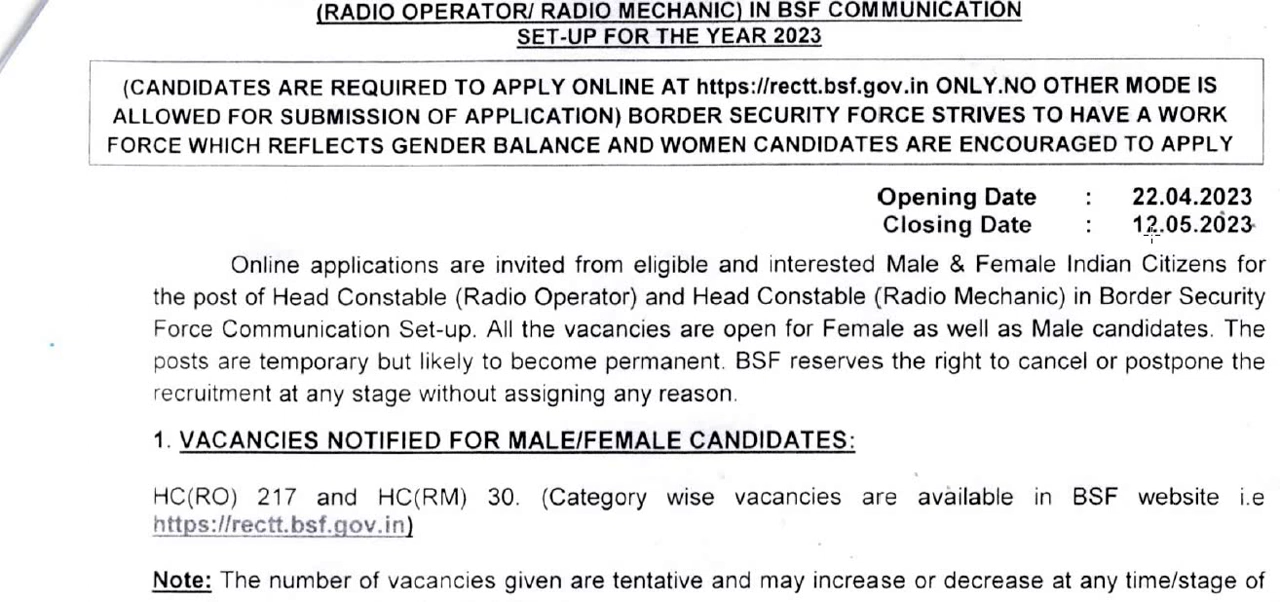 (RADIO OPERATOR/ RADIO MECHANIC) IN BSF COMMUNICATION
SET-UP FOR THE YEAR 2023
(CANDIDATES ARE REQUIRED TO APPLY ONLINE AT https://rectt.bsf.gov.in ONLY.NO OTHER MODE IS
ALLOWED FOR SUBMISSION OF APPLICATION) BORDER SECURITY FORCE STRIVES TO HAVE A WORK
FORCE WHICH REFLECTS GENDER BALANCE AND WOMEN CANDIDATES ARE ENCOURAGED TO APPLY
Opening Date : 22.04.2023
Closing Date : 12.05.2023
Online applications are invited from eligible and interested Male & Female Indian Citizens for
the post of Head Constable (Radio Operator) and Head Constable (Radio Mechanic) in Border Security
Force Communication Set-up. All the vacancies are open for Female as well as Male candidates. The
posts are temporary but likely to become permanent. BSF reserves the right to cancel or postpone the
recruitment at any stage without assigning any reason.
1. VACANCIES NOTIFIED FOR MALE/FEMALE CANDIDATES:
HC(RO) 217 and HC(RM) 30. (Category wise vacancies are available in BSF website i.e
https://rectt.bsf.gov.in)
Note: The number of vacancies given are tentative and may increase or decrease at any time/stage of